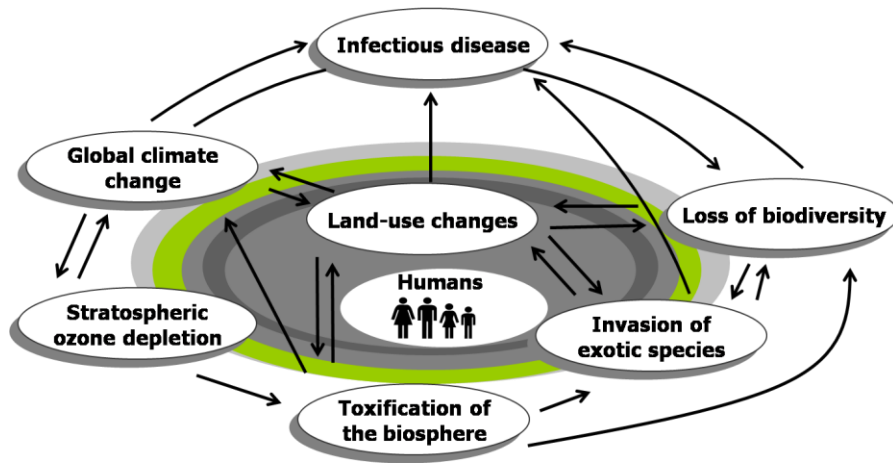 Infectious disease
Global climate
change
Land-use changes
Loss of biodiversity
Humans
Stratospheric
ozone depletion
Invasion of
exotic species
Toxification of
the biosphere